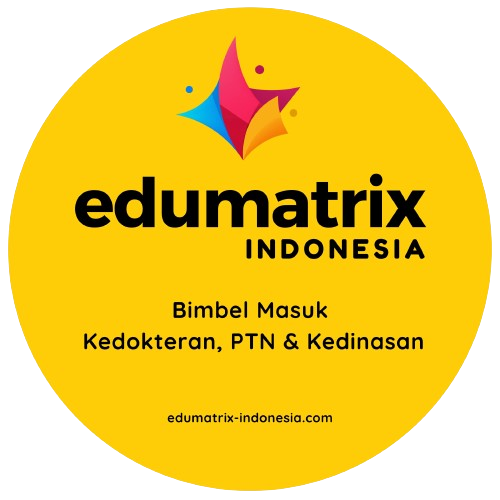 edumatrix
INDONESIA
Bimbel Masuk
Kedokteran, PTN & Kedinasan
edumatrix-indonesia.com